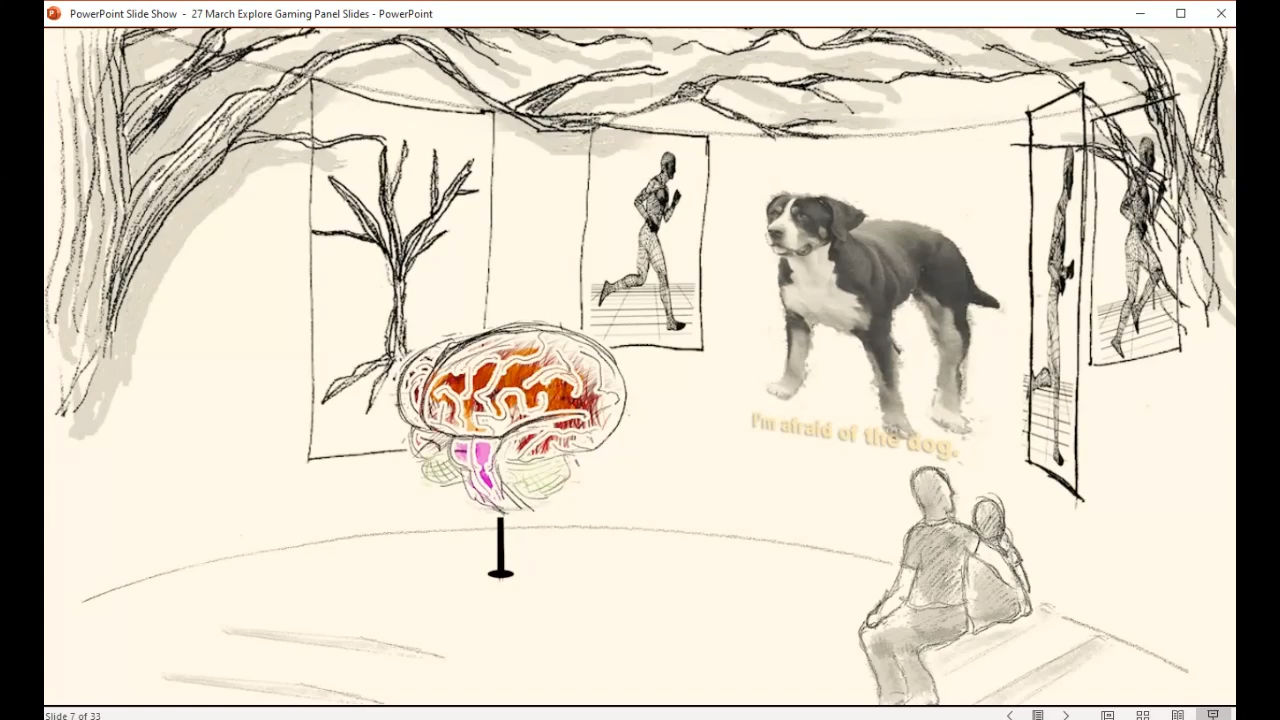 PowerPoint Slide Show - 27 March Explore Gaming Panel Slides - PowerPoint
I'm afraid of the dog.
Slide 7 of 33